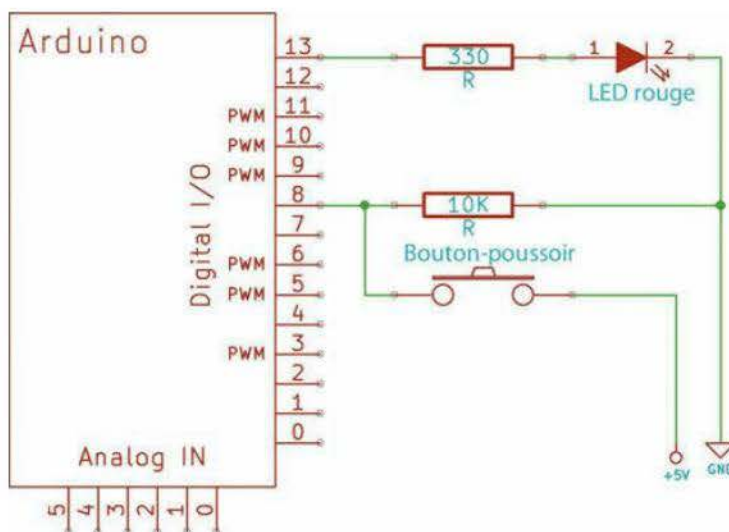 Arduino
13
330
R
1
2
LED rouge
12
PWM 11
PWM 10
PWM 9
Digital I/O
8
10K
R
7
Bouton-poussoir
PWM 6
PWM 5
4
PWM 3
2
1
0
Analog IN
+5V
GND
5 4 3 2 1 0